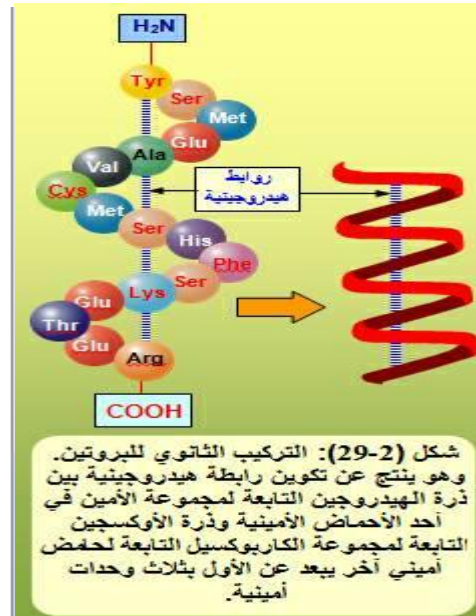 H₂N
Tyr
Ser
Met
Glu
Ala
Val
Cys
Met
روابط
هيدروجينية
Ser
His
Phe
Ser
Lys
Glu
Thr
Glu
Arg
COOH
شكل (2-29): التركيب الثانوي للبروتين.
وهو ينتج عن تكوين رابطة هيدروجينية بين
ذرة الهيدروجين التابعة لمجموعة الأمين في
أحد الأحماض الأمينية وذرة الأوكسجين
التابعة لمجموعة الكاربوكسيل التابعة لحامض
أميني آخر يبعد عن الأول بثلاث وحدات
أمينية.